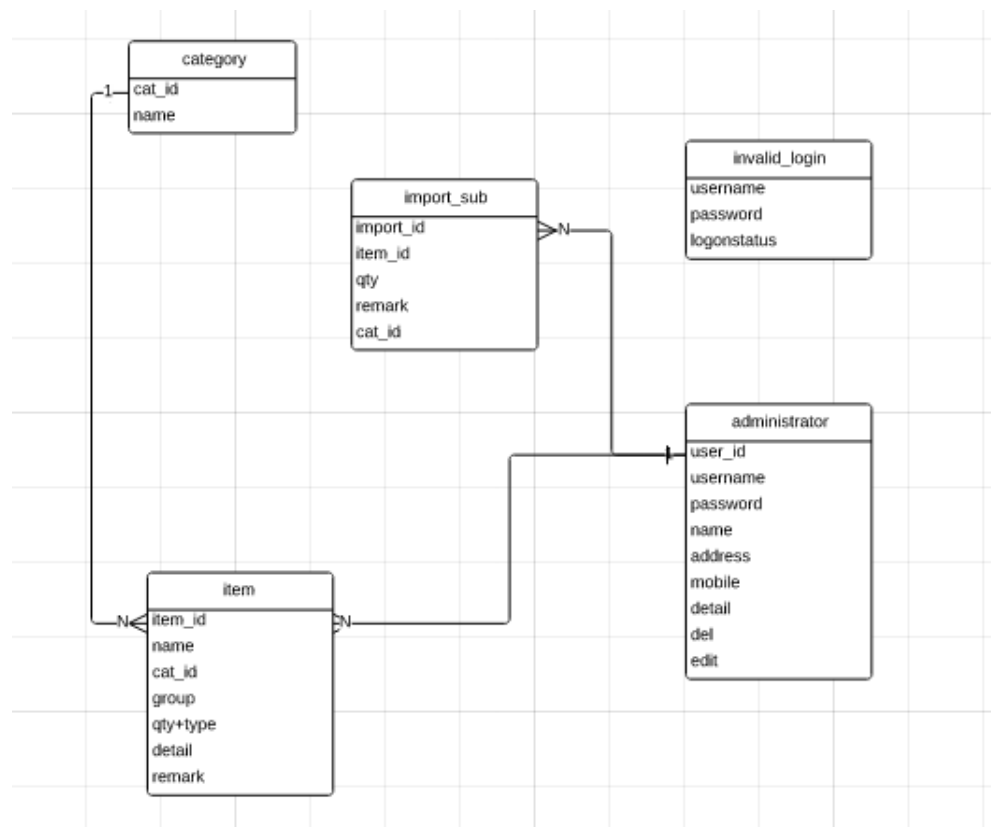 category
1
cat_id
name
invalid_login
username
password
logonstatus
import_sub
import_id
N
item_id
qty
remark
cat_id
administrator
user_id
username
password
name
address
mobile
detail
del
edit
item
N
item_id
N
name
cat_id
group
qty+type
detail
remark